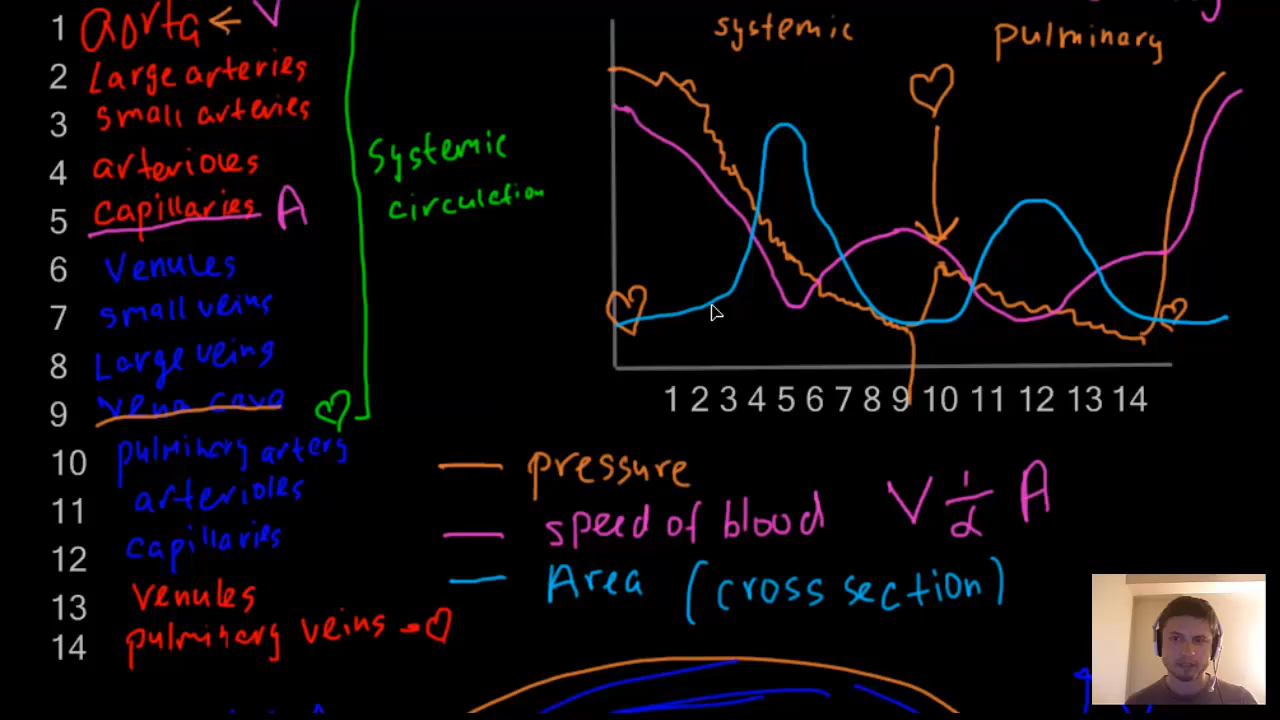 1 aorta ← V
2 Large arteries
3 small arteries
4 arterioles
5 capillaries A
6 Venules
7 small veins
8 Large veins
9 vena cava
10 pulminary artery
11 arterioles
12 capillaries
13 venules
14 pulminary veins
Systemic
circulation
systemic
pulminary
1 2 3 4 5 6 7 8 9 10 11 12 13 14
pressure
speed of blood V 1/α A
Area (cross section)